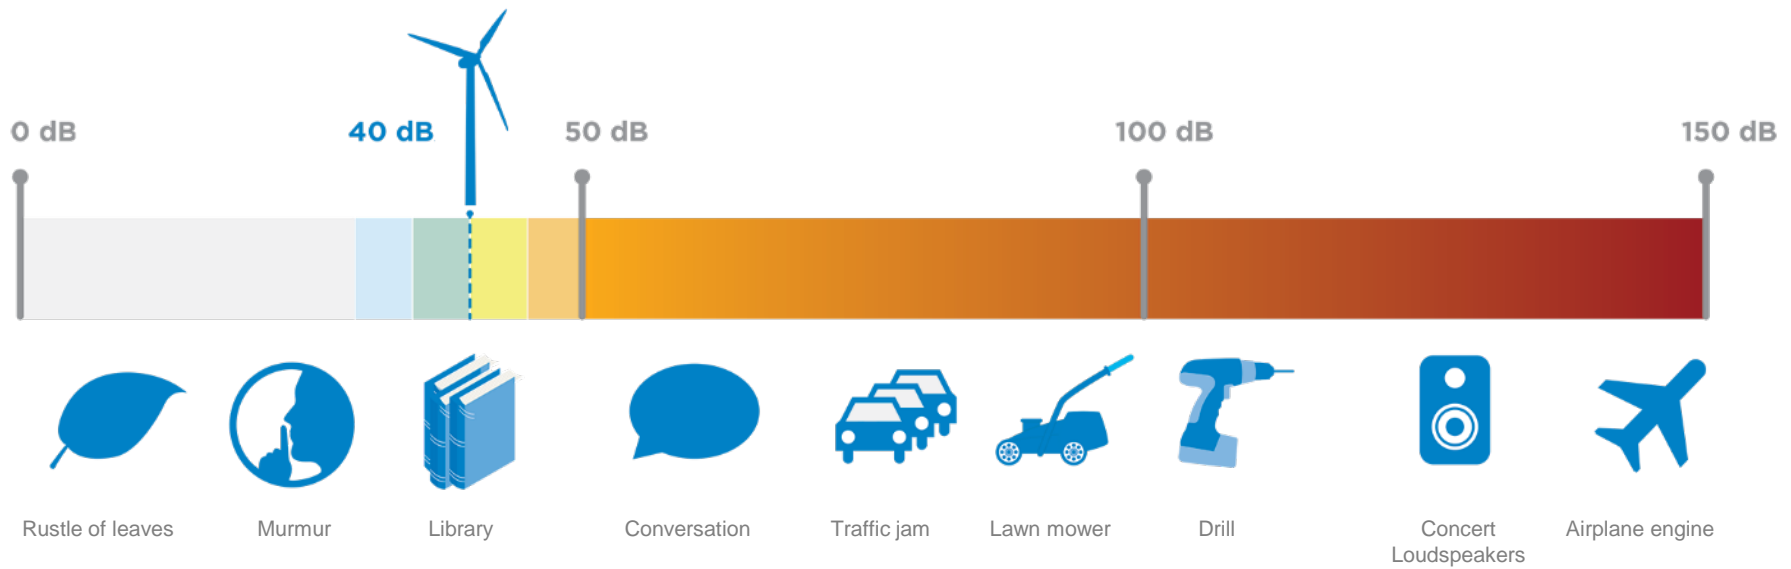 0 dB
40 dB
50 dB
100 dB
150 dB
Rustle of leaves
Murmur
Library
Conversation
Traffic jam
Lawn mower
Drill
Concert
Loudspeakers
Airplane engine